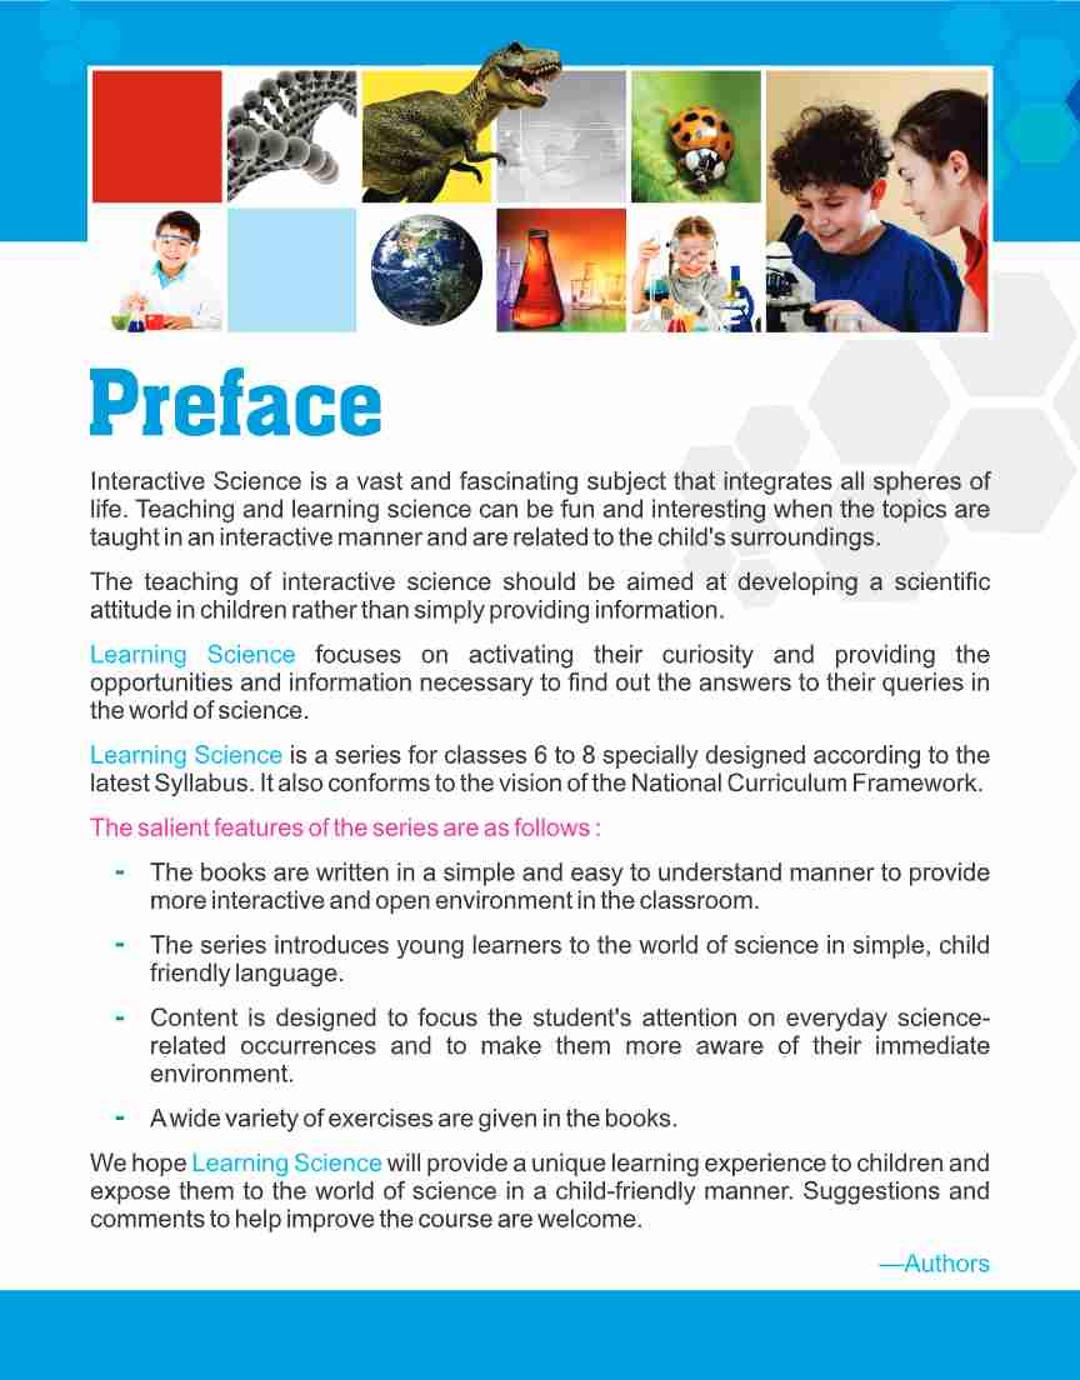 Preface
Interactive Science is a vast and fascinating subject that integrates all spheres of
life. Teaching and learning science can be fun and interesting when the topics are
taught in an interactive manner and are related to the child's surroundings.
The teaching of interactive science should be aimed at developing a scientific
attitude in children rather than simply providing information.
Learning Science focuses on activating their curiosity and providing the
opportunities and information necessary to find out the answers to their queries in
the world of science.
Learning Science is a series for classes 6 to 8 specially designed according to the
latest Syllabus. It also conforms to the vision of the National Curriculum Framework.
The salient features of the series are as follows :
- The books are written in a simple and easy to understand manner to provide
more interactive and open environment in the classroom.
- The series introduces young learners to the world of science in simple, child
friendly language.
- Content is designed to focus the student's attention on everyday science-
related occurrences and to make them more aware of their immediate
environment.
- A wide variety of exercises are given in the books.
We hope Learning Science will provide a unique learning experience to children and
expose them to the world of science in a child-friendly manner. Suggestions and
comments to help improve the course are welcome.
—Authors